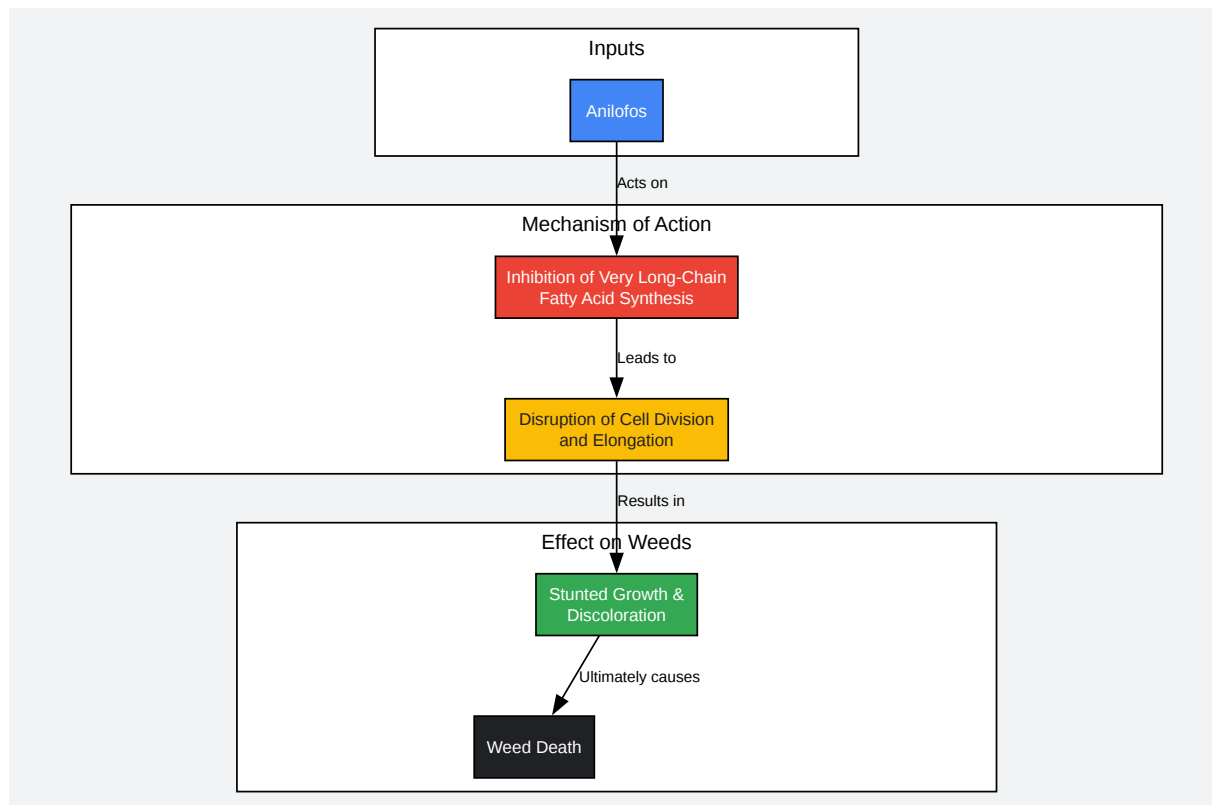 Inputs
Anilofos
Acts on
Mechanism of Action
Inhibition of Very Long-Chain
Fatty Acid Synthesis
Leads to
Disruption of Cell Division
and Elongation
Results in
Effect on Weeds
Stunted Growth &
Discoloration
Ultimately causes
Weed Death